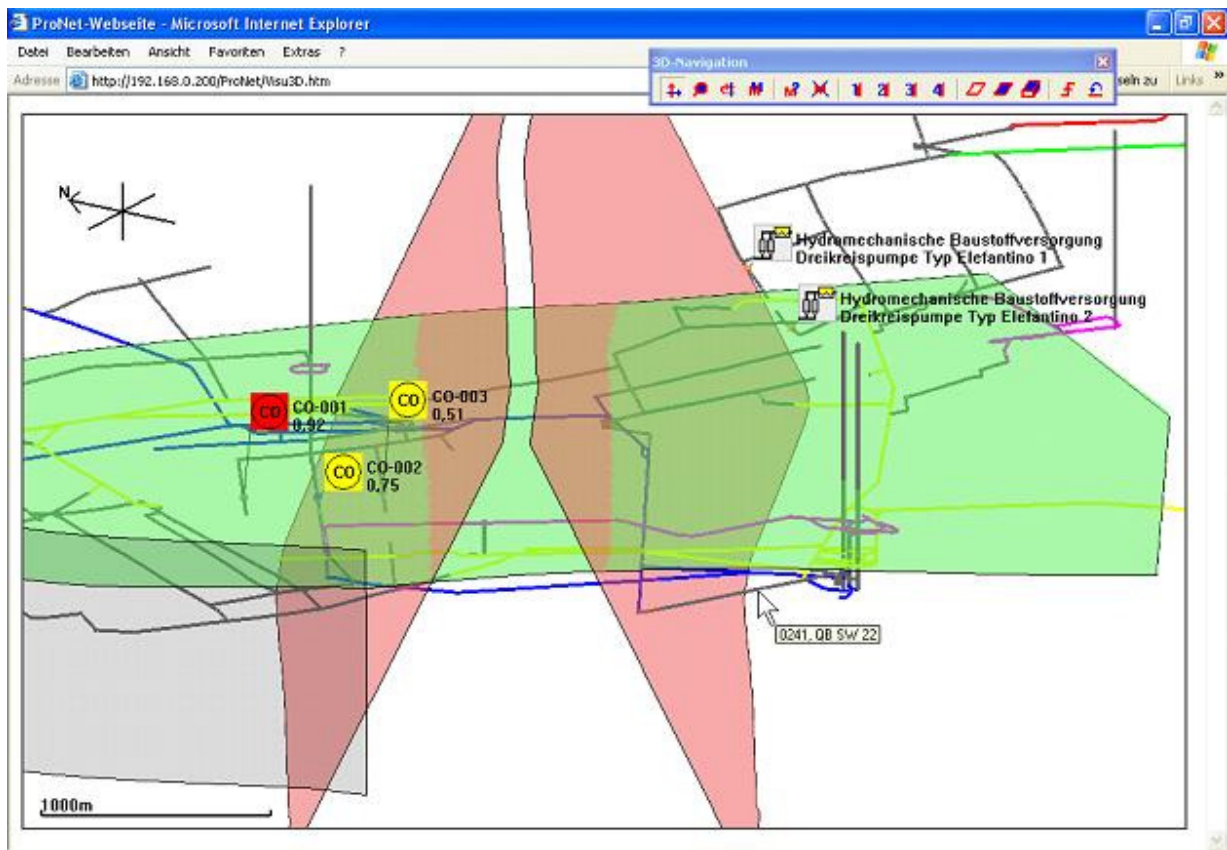 ProNet-Webseite - Microsoft Internet Explorer
Datei Bearbeiten Ansicht Favoriten Extras ?
3D-Navigation
Adresse http://192.168.0.200/ProNet/Visu3D.htm
seln zu Links »
N
Hydromechanische Baustoffversorgung
Dreikreispumpe Typ Elefantino 1
Hydromechanische Baustoffversorgung
Dreikreispumpe Typ Elefantino 2
CO CO-001
0,92
CO CO-003
0,51
CO CO-002
0,75
0241, QB SW 22
1000m